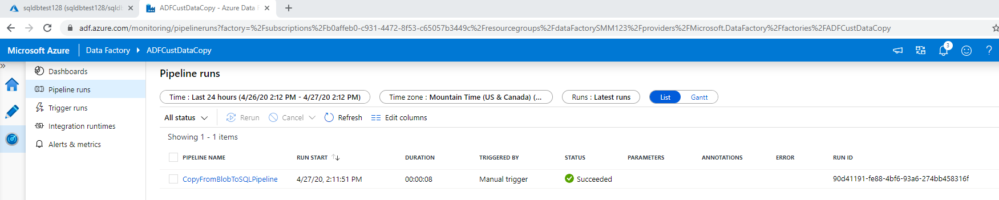 sqldbtest128 (sqldbtest128/sqldb
ADFCustDataCopy - Azure Data F
adf.azure.com/monitoring/pipelineruns?factory=%2Fsubscriptions%2Fb0affeb0-c931-4472-8f53-c65057b3449c%2Fresourcegroups%2FdataFactorySMM123%2Fproviders%2FMicrosoft.DataFactory%2Ffactories%2FADFCustDataCopy
Microsoft Azure Data Factory ADFCustDataCopy 3 ?
» Dashboards
Pipeline runs
Trigger runs
Integration runtimes
Alerts & metrics
Pipeline runs
Time : Last 24 hours (4/26/20 2:12 PM - 4/27/20 2:12 PM) Time zone : Mountain Time (US & Canada) (... Runs : Latest runs List Gantt
All status Rerun Cancel Refresh Edit columns
Showing 1 - 1 items
PIPELINE NAME RUN START ↑↓ DURATION TRIGGERED BY STATUS PARAMETERS ANNOTATIONS ERROR RUN ID
CopyFromBlobToSQLPipeline 4/27/20, 2:11:51 PM 00:00:08 Manual trigger Succeeded 90d41191-fe88-4bf6-93a6-274bb458316f